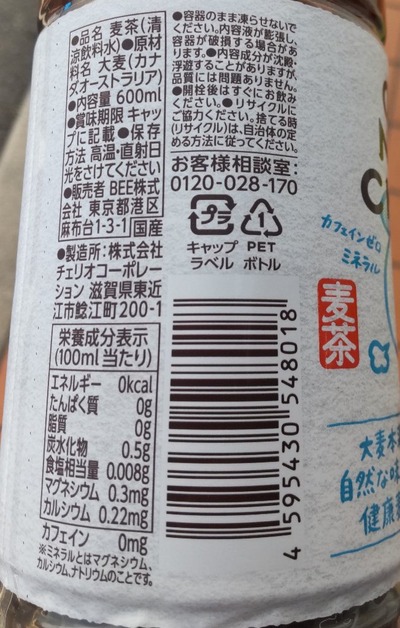 ●品名 麦茶(清
涼飲料水)●原材
料名 大麦(カナ
ダ、オーストラリア)
●内容量 600ml
●賞味期限 キャッ
プに記載 ●保存
方法 高温・直射日
光をさけてください
●販売者 BEE株式
会社 東京都港区
麻布台1-3-1 国産
●製造所:株式会社
チェリオコーポレー
ション 滋賀県東近
江市鯰江町200-1
栄養成分表示
(100ml当たり)
エネルギー 0kcal
たんぱく質 0g
脂質 0g
炭水化物 0.5g
食塩相当量 0.008g
マグネシウム 0.3mg
カルシウム 0.22mg
カフェイン 0mg
※ミネラルとはマグネシウム、
カルシウム、ナトリウムのことです。
●容器のまま凍らせないで
ください。内容液が膨張し、
容器が破損する場合があ
ります。●内容成分が沈殿・
浮遊することがありますが、
品質には問題ありません。
●開栓後はすぐにお飲み
ください。●リサイクルに
ご協力ください。捨てる時
(リサイクル)は、自治体の定
める方法に従ってください。
お客様相談室:
0120-028-170
プラ 1
キャップ PET
ラベル ボトル
4 595430 548018
カフェインゼロ
ミネラル
麦茶
大麦本
自然な味
健康